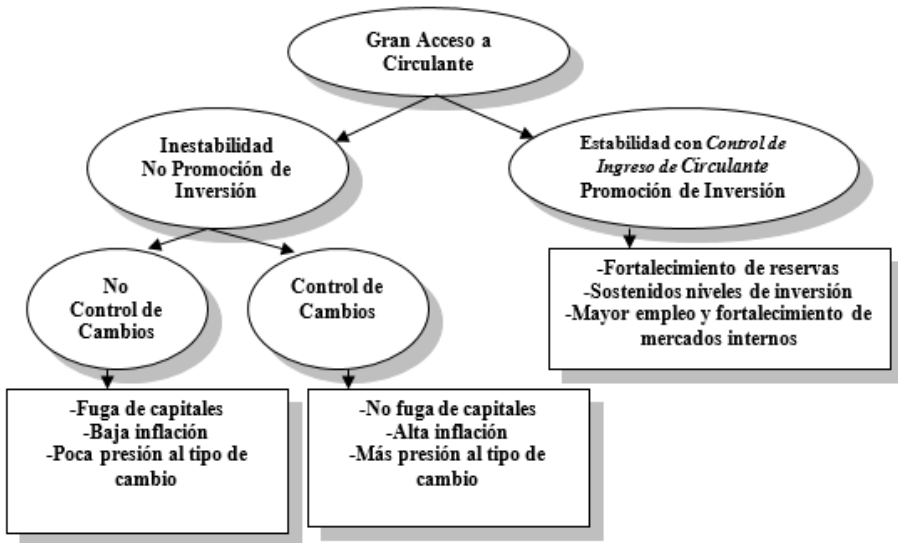 Gran Acceso a
Circulante
Inestabilidad
No Promoción de
Inversión
Estabilidad con Control de
Ingreso de Circulante
Promoción de Inversión
No
Control de
Cambios
Control de
Cambios
-Fortalecimiento de reservas
-Sostenidos niveles de inversión
-Mayor empleo y fortalecimiento de
mercados internos
-Fuga de capitales
-Baja inflación
-Poca presión al tipo de
cambio
-No fuga de capitales
-Alta inflación
-Más presión al tipo de
cambio